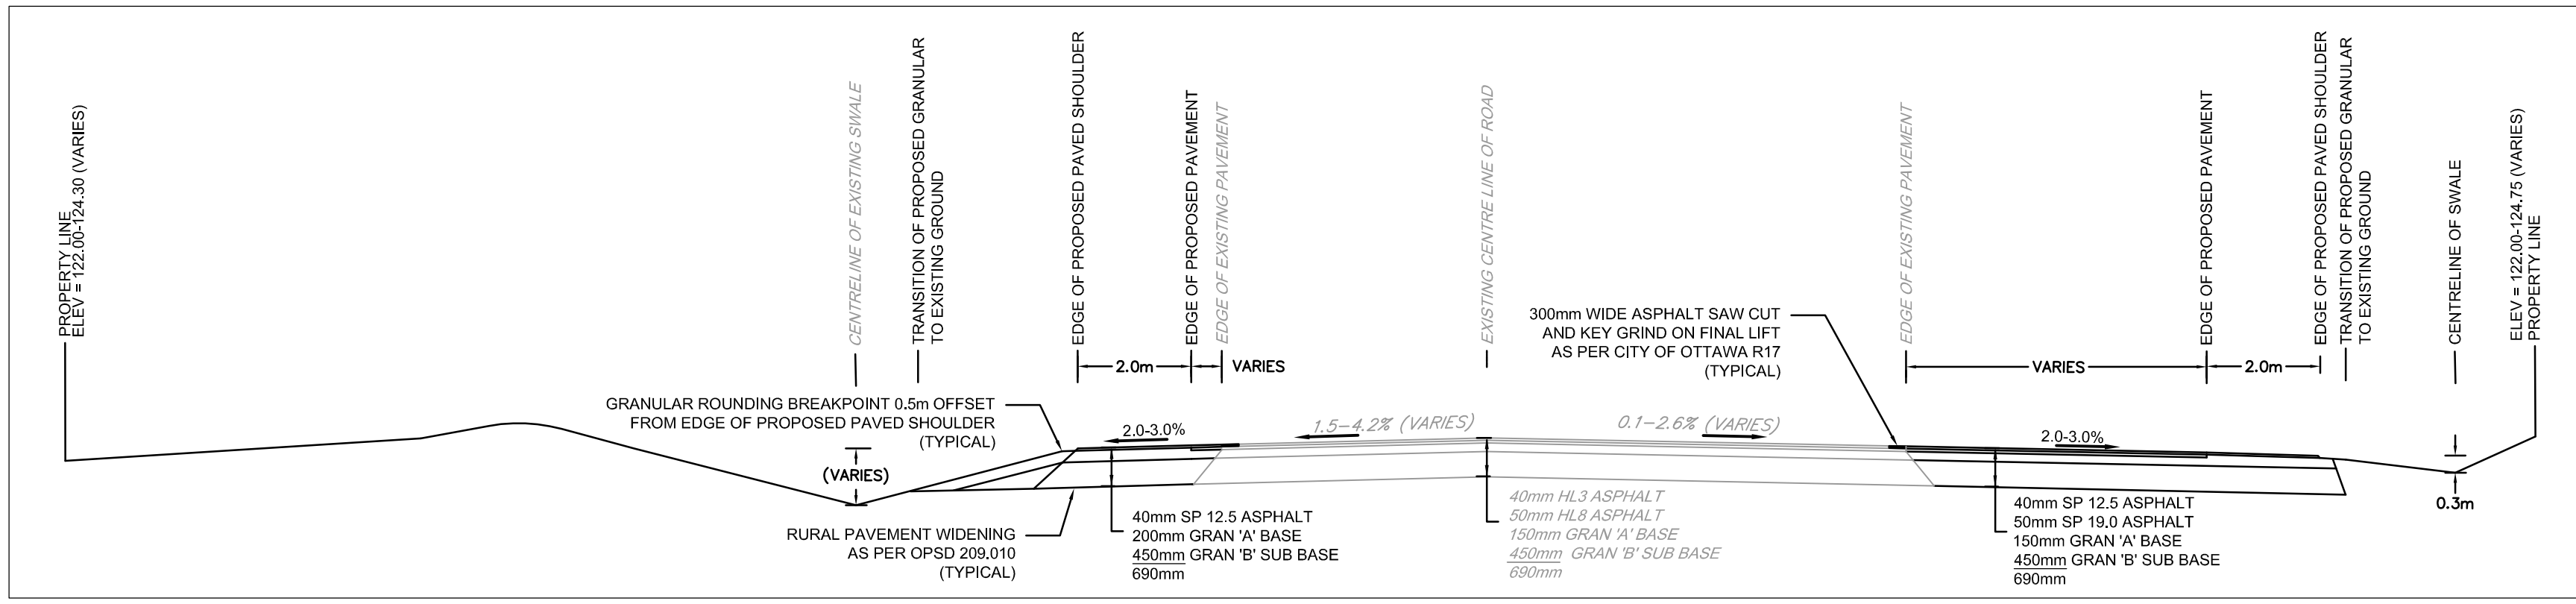 PROPERTY LINE
ELEV = 122.00-124.30 (VARIES)
CENTRELINE OF EXISTING SWALE
TRANSITION OF PROPOSED GRANULAR
TO EXISTING GROUND
EDGE OF PROPOSED PAVED SHOULDER
EDGE OF PROPOSED PAVEMENT
EDGE OF EXISTING PAVEMENT
EXISTING CENTRE LINE OF ROAD
EDGE OF EXISTING PAVEMENT
EDGE OF PROPOSED PAVEMENT
EDGE OF PROPOSED PAVED SHOULDER
TRANSITION OF PROPOSED GRANULAR
TO EXISTING GROUND
CENTRELINE OF SWALE
ELEV = 122.00-124.75 (VARIES)
PROPERTY LINE
2.0m
VARIES
300mm WIDE ASPHALT SAW CUT
AND KEY GRIND ON FINAL LIFT
AS PER CITY OF OTTAWA R17
(TYPICAL)
VARIES
2.0m
GRANULAR ROUNDING BREAKPOINT 0.5m OFFSET
FROM EDGE OF PROPOSED PAVED SHOULDER
(TYPICAL)
2.0-3.0%
1.5-4.2% (VARIES)
0.1-2.6% (VARIES)
2.0-3.0%
(VARIES)
0.3m
RURAL PAVEMENT WIDENING
AS PER OPSD 209.010
(TYPICAL)
40mm SP 12.5 ASPHALT
200mm GRAN 'A' BASE
450mm GRAN 'B' SUB BASE
690mm
40mm HL3 ASPHALT
50mm HL8 ASPHALT
150mm GRAN 'A' BASE
450mm GRAN 'B' SUB BASE
690mm
40mm SP 12.5 ASPHALT
50mm SP 19.0 ASPHALT
150mm GRAN 'A' BASE
450mm GRAN 'B' SUB BASE
690mm